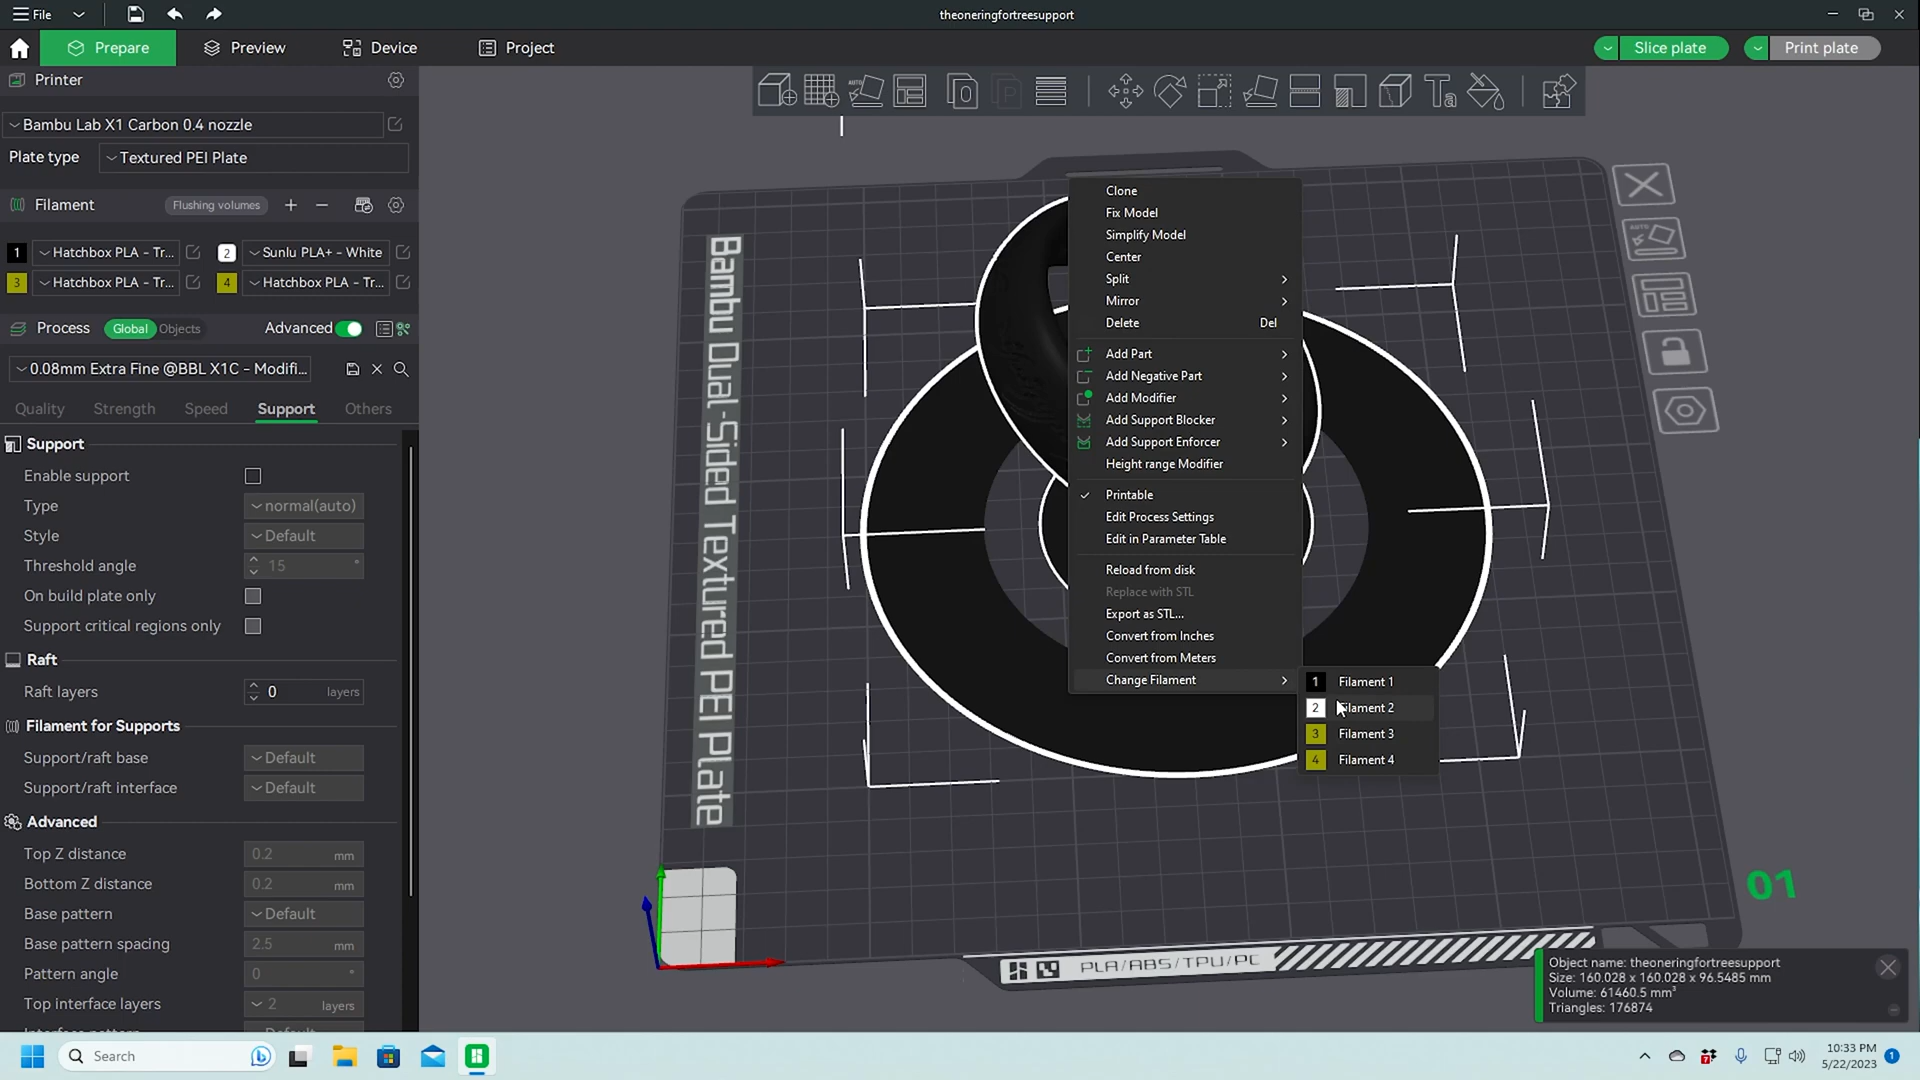 File
theoneringfortreesupport
Prepare
Preview
Device
Project
Slice plate
Print plate
Printer
Bambu Lab X1 Carbon 0.4 nozzle
Plate type
Textured PEI Plate
Filament
Flushing volumes
1 Hatchbox PLA - Tr...
2 Sunlu PLA+ - White
3 Hatchbox PLA - Tr...
4 Hatchbox PLA - Tr...
Process
Global
Objects
Advanced
0.08mm Extra Fine @BBL X1C - Modifi...
Quality
Strength
Speed
Support
Others
Support
Enable support
Type
normal(auto)
Style
Default
Threshold angle
15 °
On build plate only
Support critical regions only
Raft
Raft layers
0 layers
Filament for Supports
Support/raft base
Default
Support/raft interface
Default
Advanced
Top Z distance
0.2 mm
Bottom Z distance
0.2 mm
Base pattern
Default
Base pattern spacing
2.5 mm
Pattern angle
0 °
Top interface layers
2 layers
Interface pattern
Default
AUTO
0
P
Ta
Bambu Dual-Sided Textured PEI Plate
Clone
Fix Model
Simplify Model
Center
Split
Mirror
Delete Del
Add Part
Add Negative Part
Add Modifier
Add Support Blocker
Add Support Enforcer
Height range Modifier
Printable
Edit Process Settings
Edit in Parameter Table
Reload from disk
Replace with STL
Export as STL...
Convert from Inches
Convert from Meters
Change Filament
1 Filament 1
2 Filament 2
3 Filament 3
4 Filament 4
AUTO
01
PLA/ABS/TPU/PC
Object name: theoneringfortreesupport
Size: 160.028 x 160.028 x 96.5485 mm
Volume: 61460.5 mm³
Triangles: 176874
Search
7
10:33 PM
5/22/2023
1